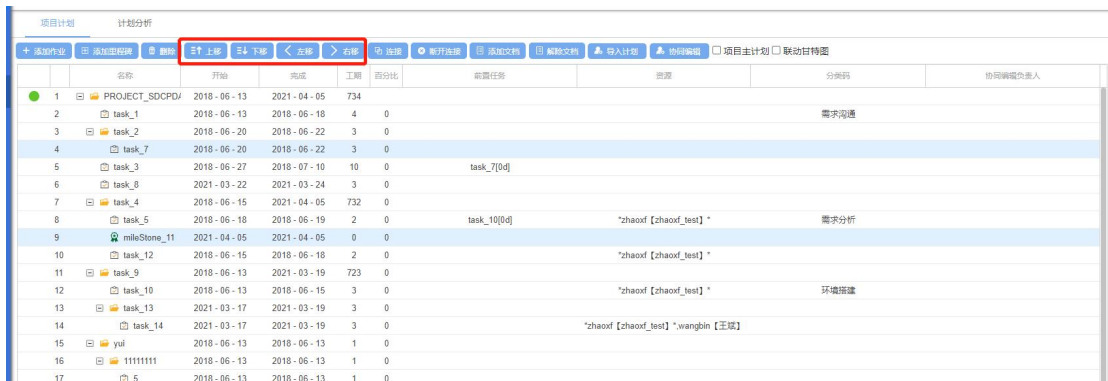 项目计划 计划分析
添加作业 添加里程碑 删除 上移 下移 左移 右移 连接 断开连接 添加文档 解除文档 导入计划 协同编辑 项目主计划 联动甘特图
名称 开始 完成 工期 百分比 前置任务 资源 分类码 协同编辑负责人
1 PROJECT_SDCPD/ 2018 - 06 - 13 2021 - 04 - 05 734
2 task_1 2018 - 06 - 13 2018 - 06 - 18 4 0 需求沟通
3 task_2 2018 - 06 - 20 2018 - 06 - 22 3 0
4 task_7 2018 - 06 - 20 2018 - 06 - 22 3 0
5 task_3 2018 - 06 - 27 2018 - 07 - 10 10 0 task_7[0d]
6 task_8 2021 - 03 - 22 2021 - 03 - 24 3 0
7 task_4 2018 - 06 - 15 2021 - 04 - 05 732 0
8 task_5 2018 - 06 - 18 2018 - 06 - 19 2 0 task_10[0d] "zhaoxf【zhaoxf_test】" 需求分析
9 mileStone_11 2021 - 04 - 05 2021 - 04 - 05 0 0
10 task_12 2018 - 06 - 15 2018 - 06 - 18 2 0 "zhaoxf【zhaoxf_test】"
11 task_9 2018 - 06 - 13 2021 - 03 - 19 723 0
12 task_10 2018 - 06 - 13 2018 - 06 - 15 3 0 "zhaoxf【zhaoxf_test】" 环境搭建
13 task_13 2021 - 03 - 17 2021 - 03 - 19 3 0
14 task_14 2021 - 03 - 17 2021 - 03 - 19 3 0 "zhaoxf【zhaoxf_test】",wangbin【王斌】
15 yui 2018 - 06 - 13 2018 - 06 - 13 1 0
16 11111111 2018 - 06 - 13 2018 - 06 - 13 1 0
17 5 2018 - 06 - 13 2018 - 06 - 13 1 0